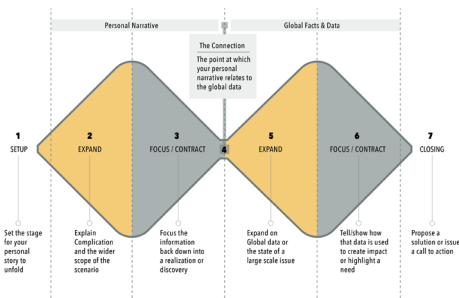 Personal Narrative
Global Facts & Data
The Connection
The point at which
your personal
narrative relates to
the global data
1
SETUP
2
EXPAND
3
FOCUS / CONTRACT
4
5
EXPAND
6
FOCUS / CONTRACT
7
CLOSING
Set the stage
for your
personal
story to
unfold
Explain
Complication
and the wider
scope of the
scenario
Focus the
information
back down into
a realization or
discovery
Expand on
Global data or
the state of a
large scale issue
Tell/show how
that data is used
to create impact
or highlight a
need
Propose a
solution or issue
a call to action